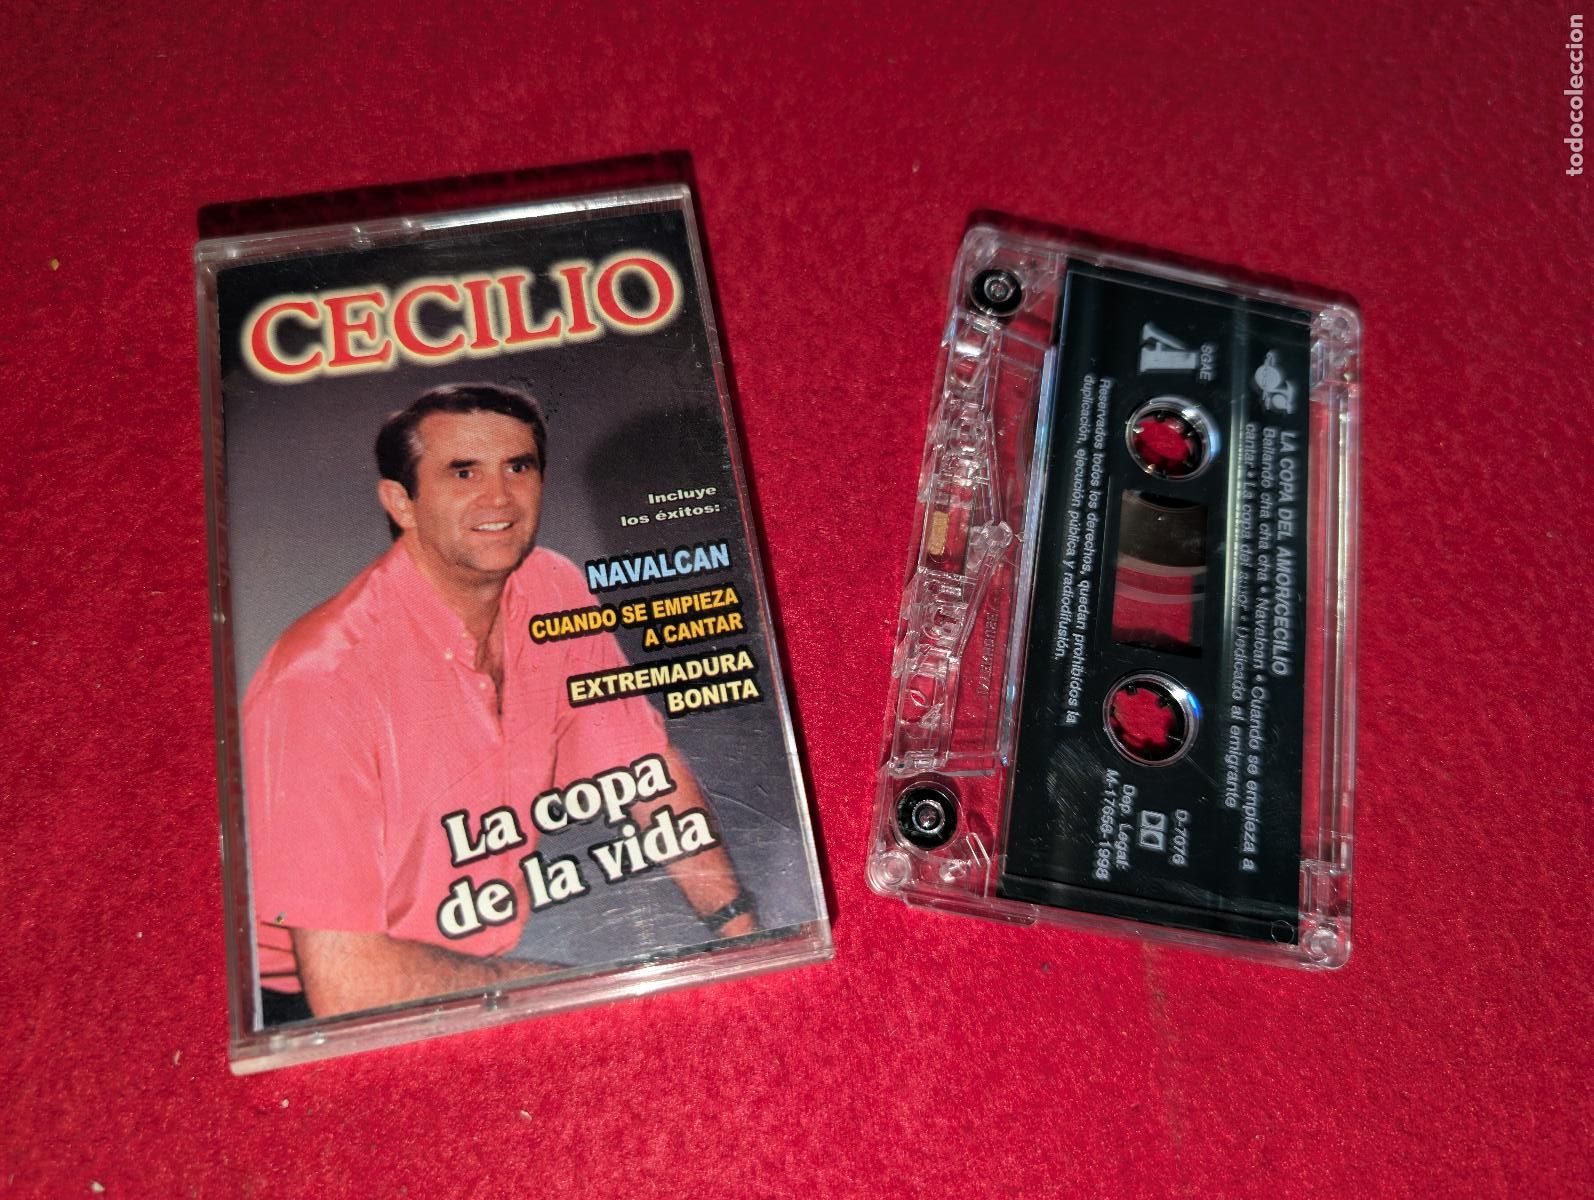 CECILIO
Incluye
los éxitos:
NAVALCAN
CUANDO SE EMPIEZA
A CANTAR
EXTREMADURA
BONITA
La copa
de la vida
A
SGAE
LA COPA DEL AMOR/CECILIO
Bailando cha cha cha • Navalcán • Cuando se empieza a
cantar • La copa del amor • Dedicado al emigrante
Reservados todos los derechos, quedan prohibidos la
duplicación, ejecución pública y radiodifusión.
D-7076
Dep. Legal:
M-17656-1998
todocoleccion